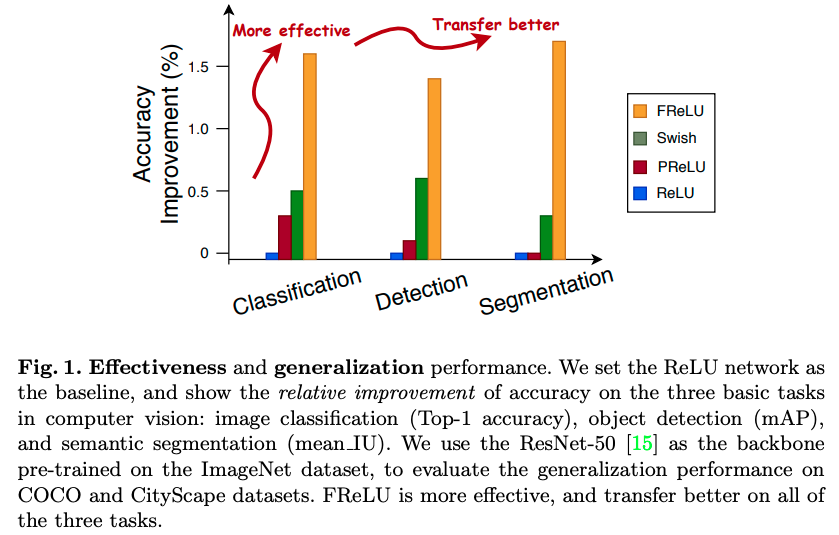 More effective
Transfer better
Accuracy
Improvement (%)
1.5
1.0
0.5
0
Classification
Detection
Segmentation
FReLU
Swish
PReLU
ReLU
Fig. 1. Effectiveness and generalization performance. We set the ReLU network as
the baseline, and show the relative improvement of accuracy on the three basic tasks
in computer vision: image classification (Top-1 accuracy), object detection (mAP),
and semantic segmentation (mean_IU). We use the ResNet-50 [15] as the backbone
pre-trained on the ImageNet dataset, to evaluate the generalization performance on
COCO and CityScape datasets. FReLU is more effective, and transfer better on all of
the three tasks.